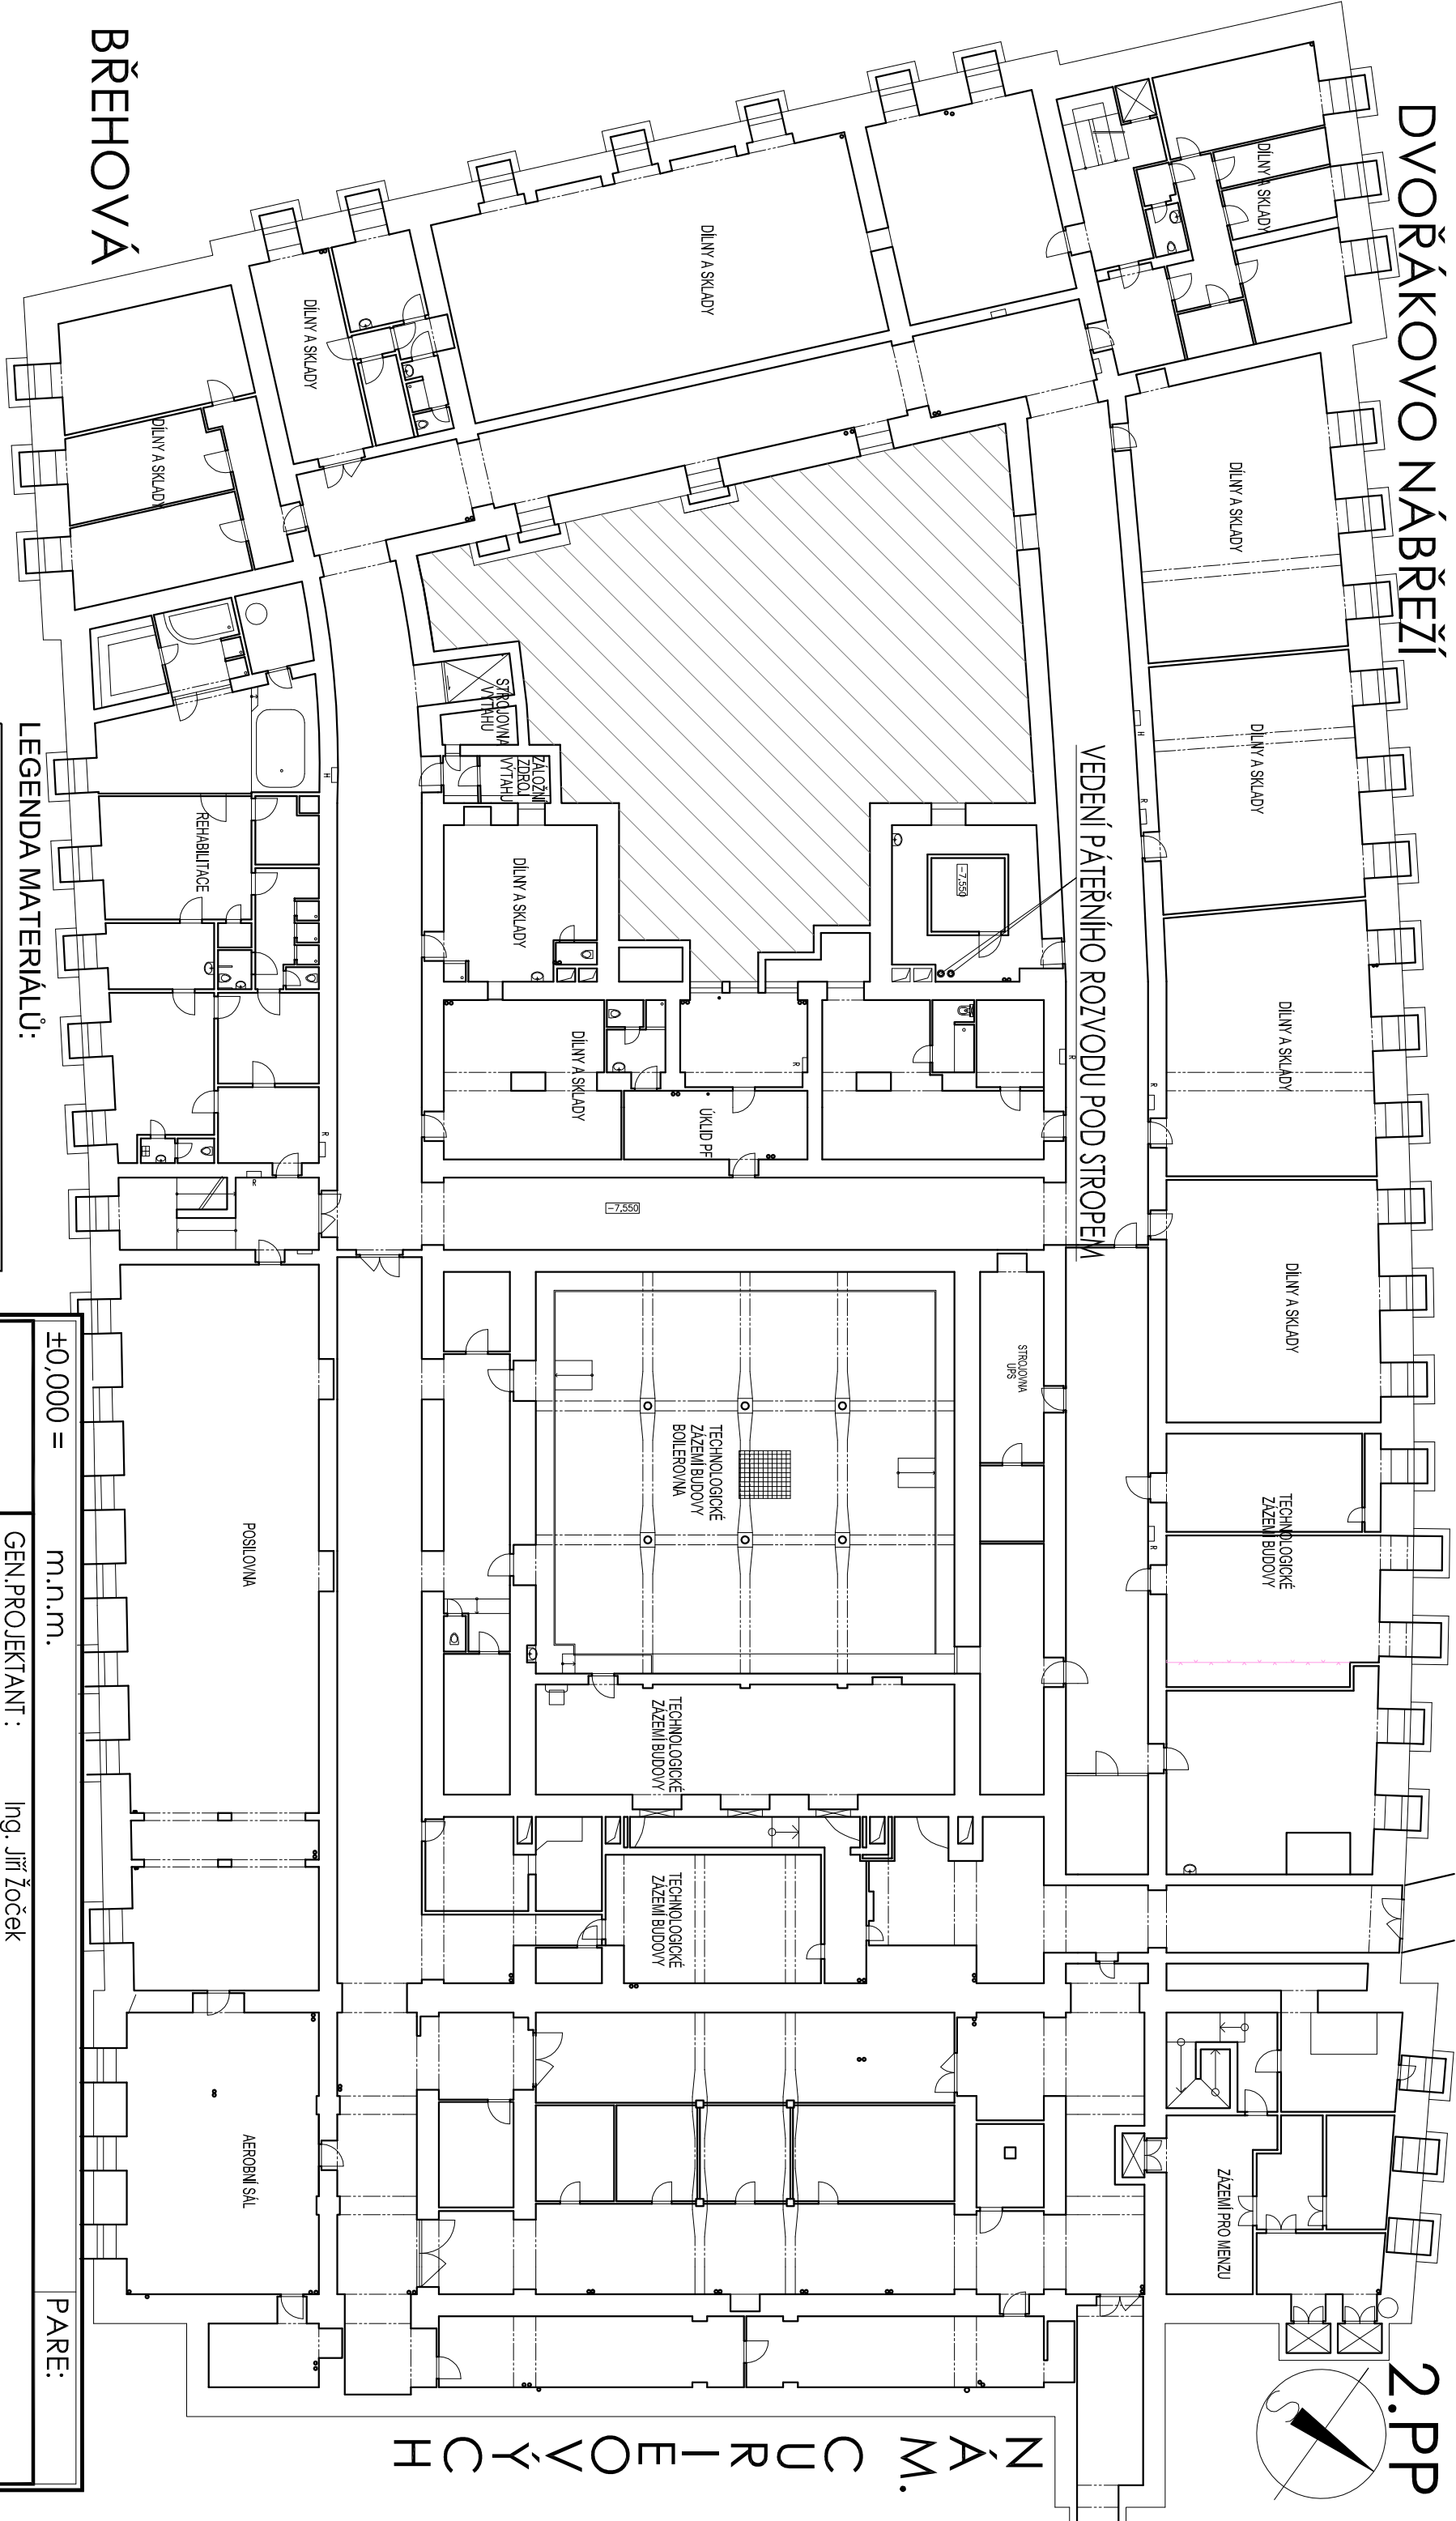 DVOŘÁKOVO NÁBŘEŽÍ
2.PP
BŘEHOVÁ
NÁM. CURIEOVÝCH
VEDENÍ PÁTEŘNÍHO ROZVODU POD STROPEM
DÍLNY A SKLADY
DÍLNY A SKLADY
DÍLNY A SKLADY
DÍLNY A SKLADY
DÍLNY A SKLADY
TECHNOLOGICKÉ
ZÁZEMÍ BUDOVY
ZÁZEMÍ PRO MENZU
DÍLNY A SKLADY
DÍLNY A SKLADY
DÍLNY A SKLADY
STROJOVNA
VÝTAHU
ZÁLOŽNÍ
ZDROJ
VÝTAHU
DÍLNY A SKLADY
DÍLNY A SKLADY
ÚKLID PF
-7,550
-7,550
STROJOVNA
UPS
TECHNOLOGICKÉ
ZÁZEMÍ BUDOVY
BOILEROVNA
TECHNOLOGICKÉ
ZÁZEMÍ BUDOVY
TECHNOLOGICKÉ
ZÁZEMÍ BUDOVY
REHABILITACE
POSILOVNA
AEROBNÍ SÁL
H
H
R
R
R
R
R
R
R
S
LEGENDA MATERIÁLŮ:
±0,000 = m.n.m.
PARE:
GEN.PROJEKTANT : Ing. Jiří Žoček